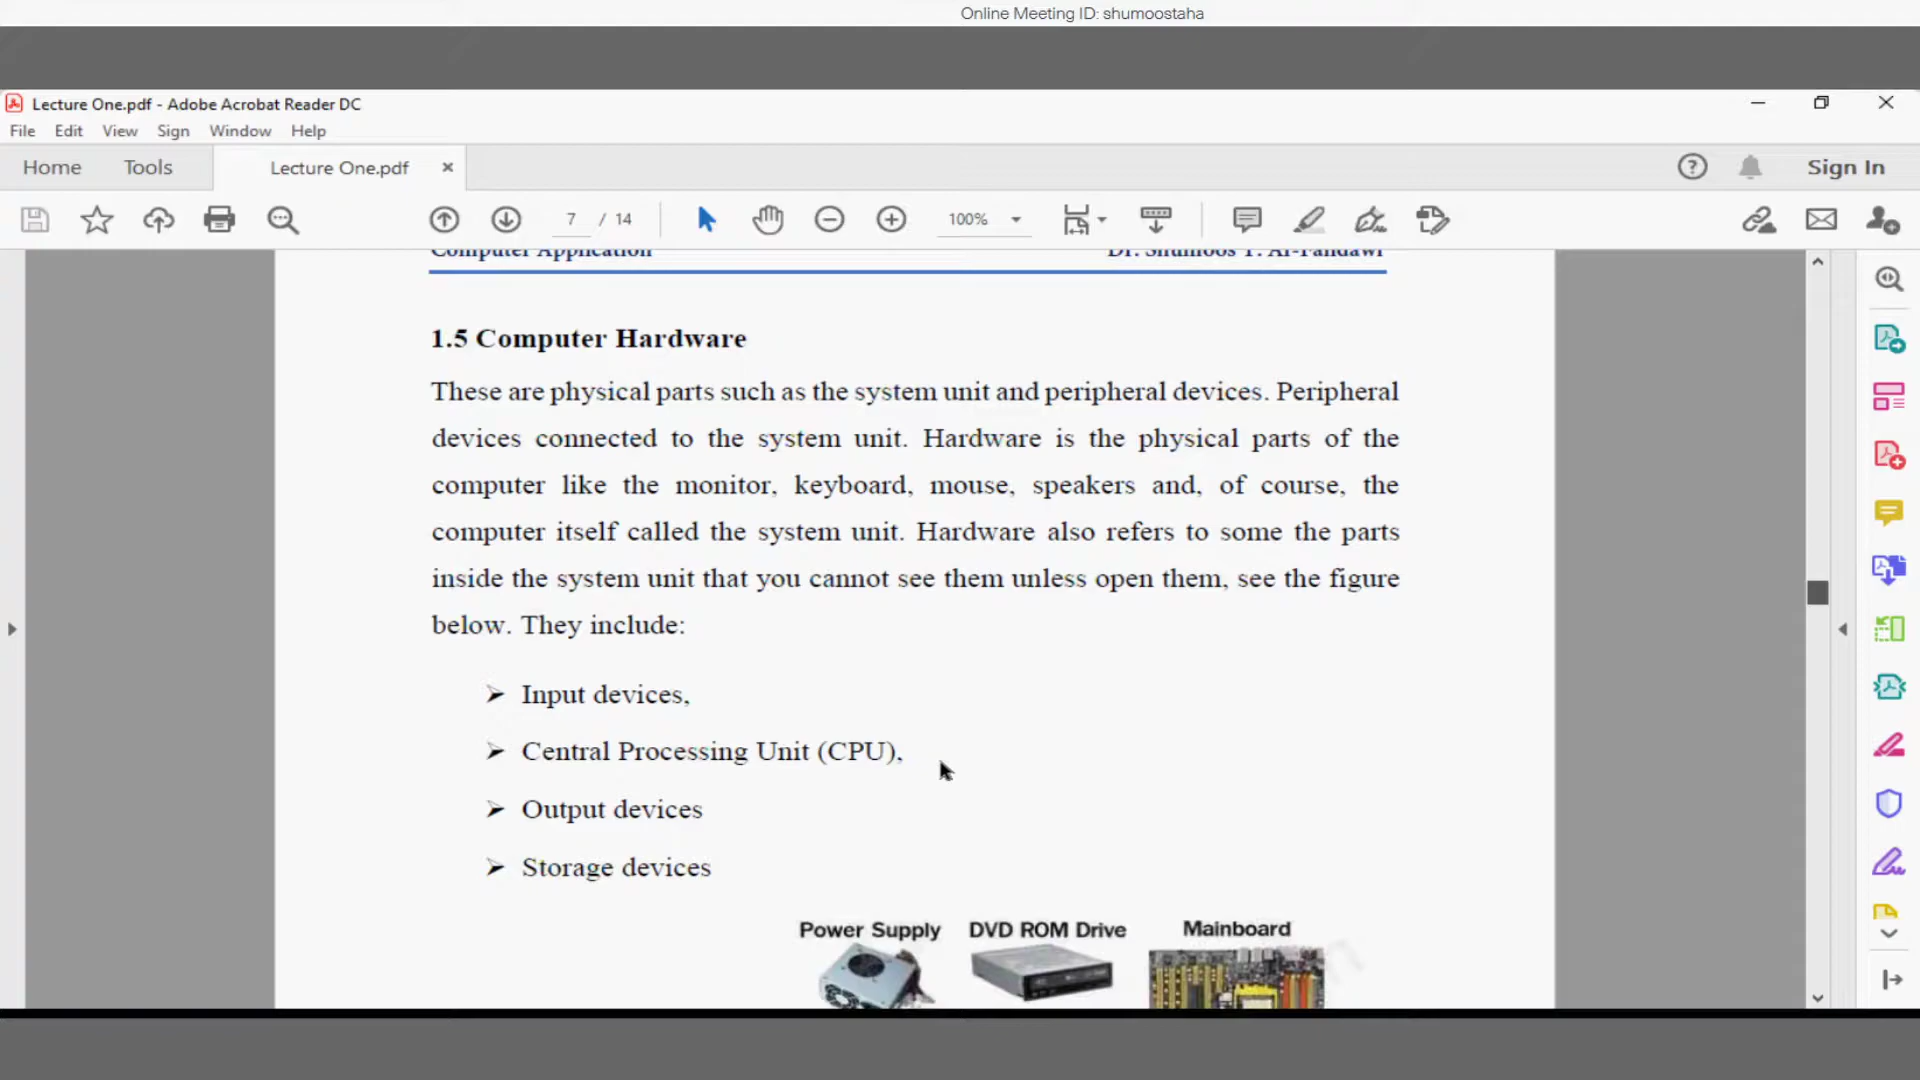 Online Meeting ID: shumoostaha
Lecture One.pdf - Adobe Acrobat Reader DC
File Edit View Sign Window Help
Home Tools Lecture One.pdf × Sign In
7 / 14 100%
Computer Application Dr. Shumoos T. Al-Fandawi
1.5 Computer Hardware
These are physical parts such as the system unit and peripheral devices. Peripheral
devices connected to the system unit. Hardware is the physical parts of the
computer like the monitor, keyboard, mouse, speakers and, of course, the
computer itself called the system unit. Hardware also refers to some the parts
inside the system unit that you cannot see them unless open them, see the figure
below. They include:
➢ Input devices,
➢ Central Processing Unit (CPU),
➢ Output devices
➢ Storage devices
Power Supply DVD ROM Drive Mainboard